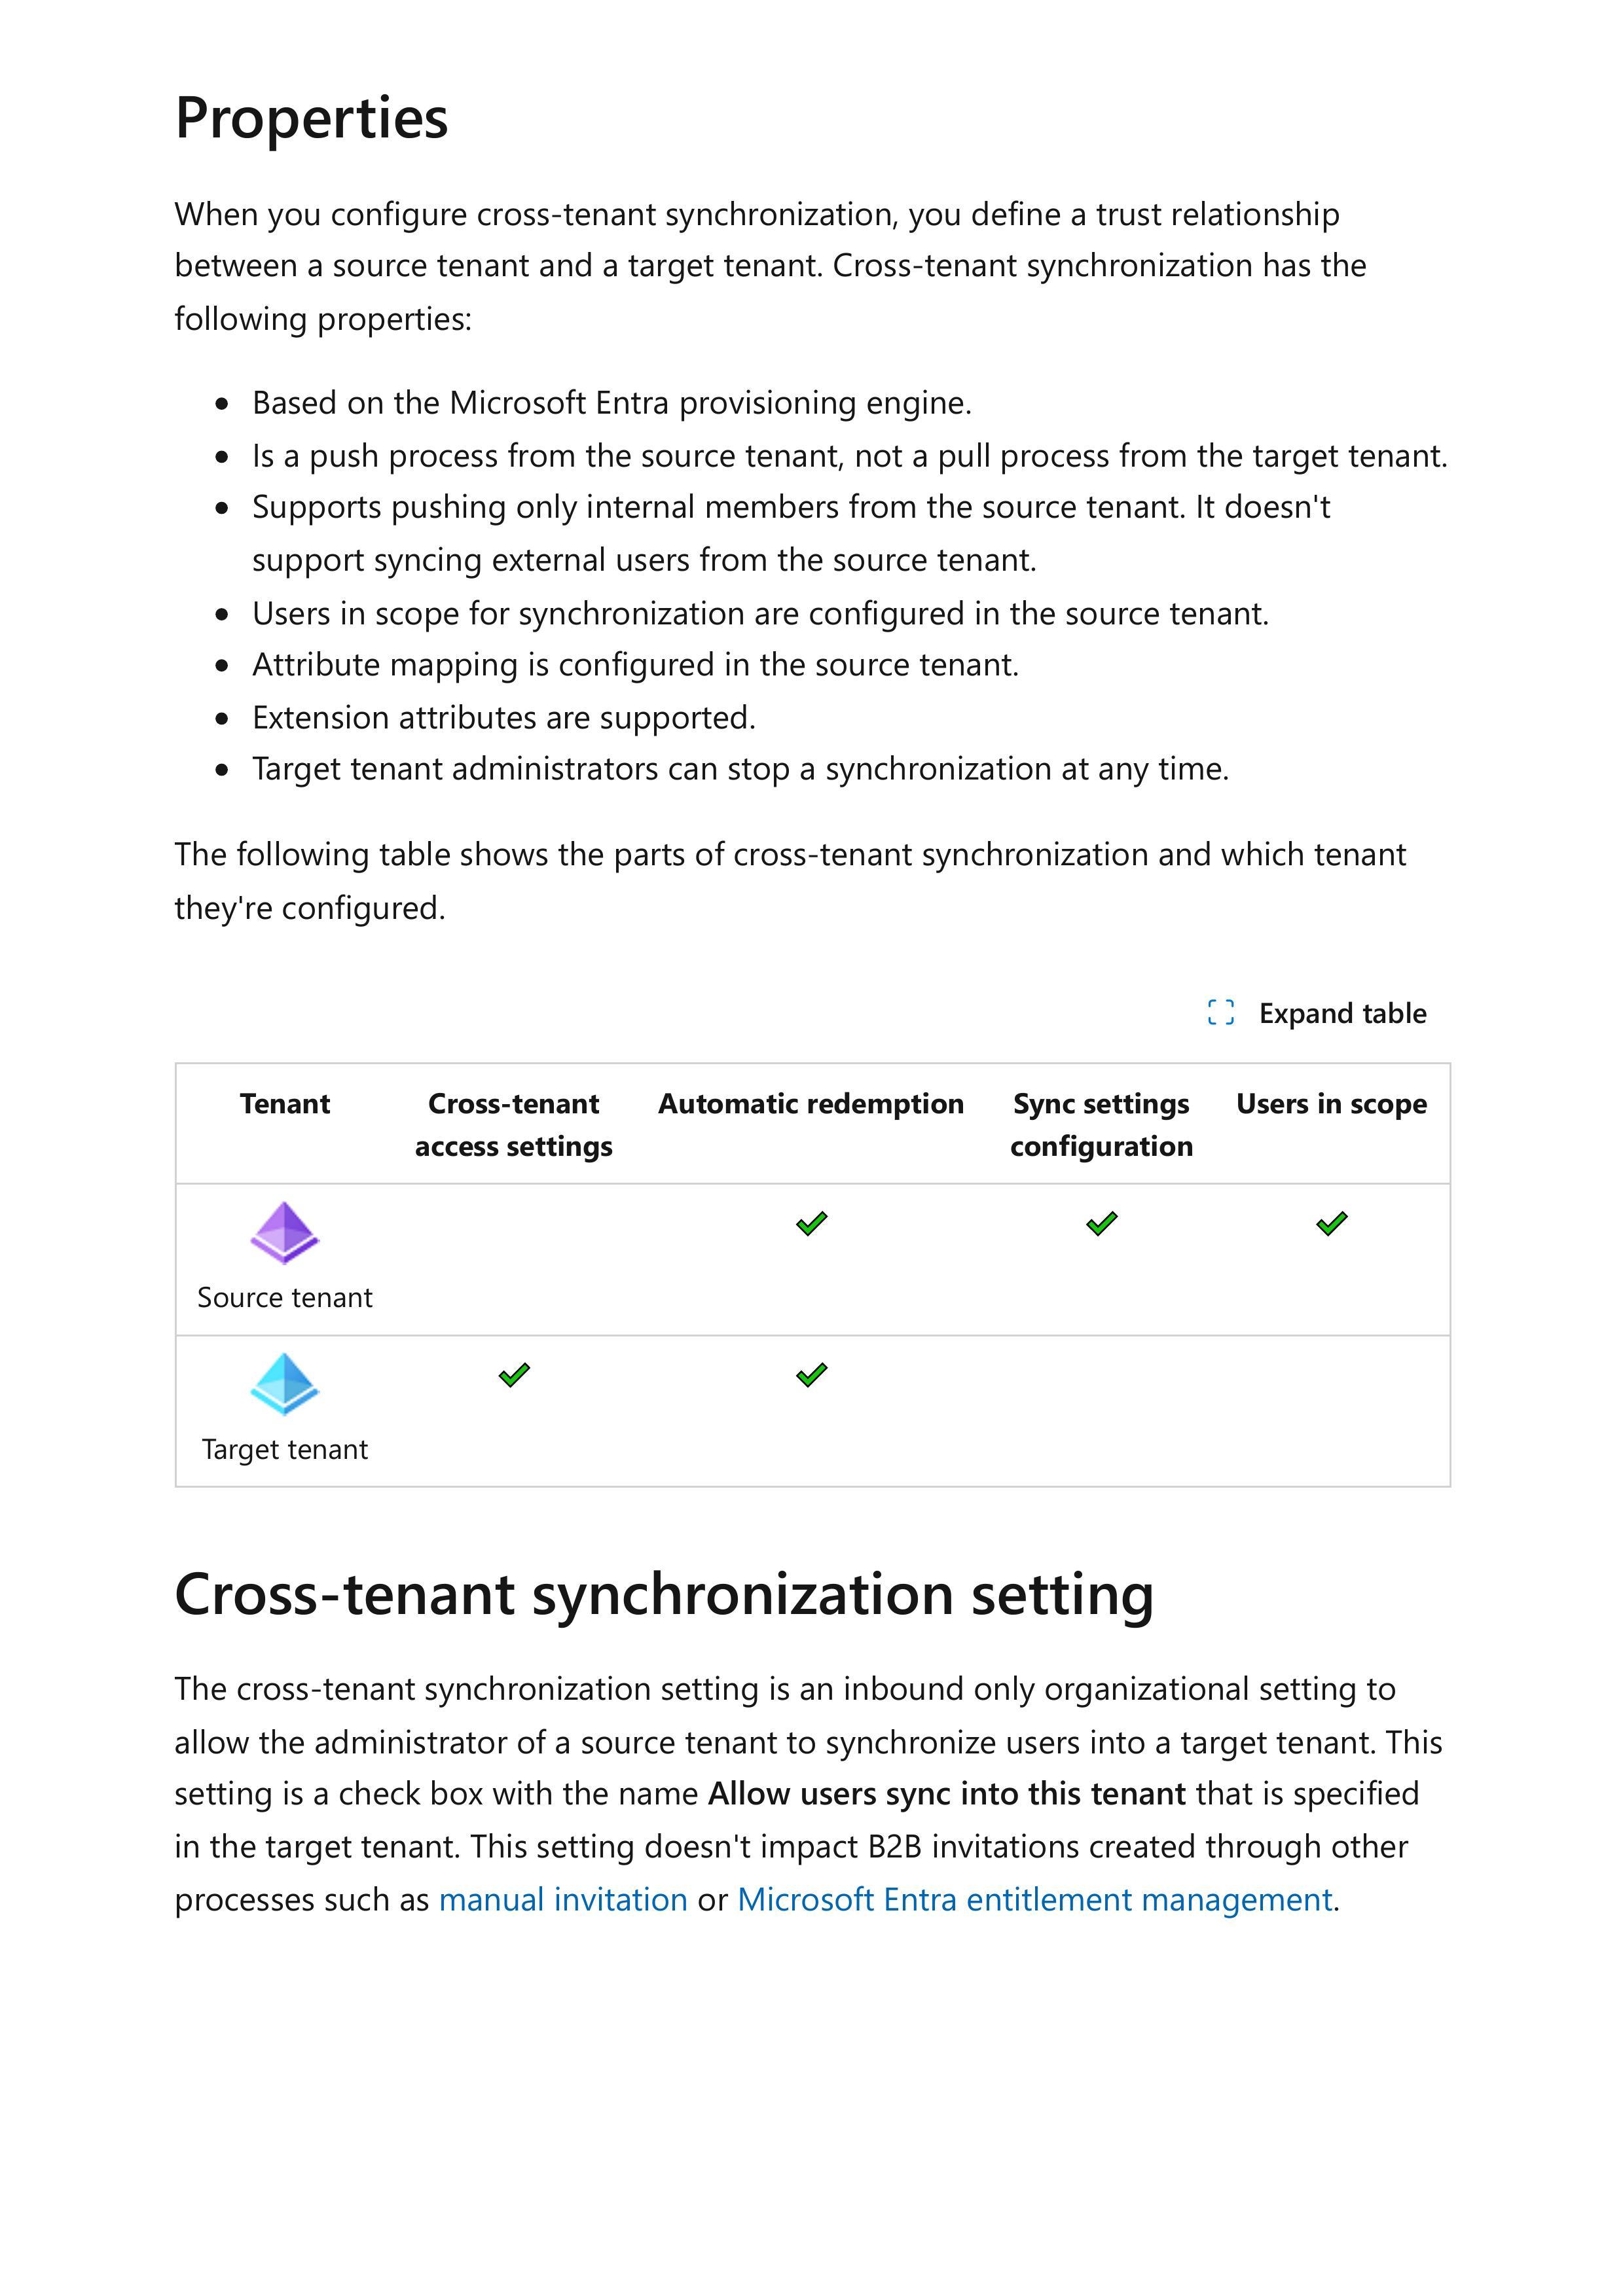 Properties
When you configure cross-tenant synchronization, you define a trust relationship
between a source tenant and a target tenant. Cross-tenant synchronization has the
following properties:
Based on the Microsoft Entra provisioning engine.
Is a push process from the source tenant, not a pull process from the target tenant.
Supports pushing only internal members from the source tenant. It doesn't
support syncing external users from the source tenant.
Users in scope for synchronization are configured in the source tenant.
Attribute mapping is configured in the source tenant.
Extension attributes are supported.
Target tenant administrators can stop a synchronization at any time.
The following table shows the parts of cross-tenant synchronization and which tenant
they're configured.
Expand table
Tenant Cross-tenant Automatic redemption Sync settings Users in scope
access settings configuration
Source tenant
Target tenant
Cross-tenant synchronization setting
The cross-tenant synchronization setting is an inbound only organizational setting to
allow the administrator of a source tenant to synchronize users into a target tenant. This
setting is a check box with the name Allow users sync into this tenant that is specified
in the target tenant. This setting doesn't impact B2B invitations created through other
processes such as manual invitation or Microsoft Entra entitlement management.